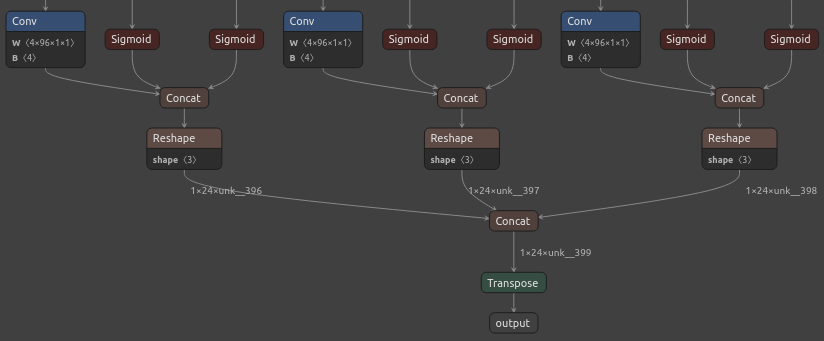 Conv
W ⟨4×96×1×1⟩
B ⟨4⟩
Sigmoid
Sigmoid
Conv
W ⟨4×96×1×1⟩
B ⟨4⟩
Sigmoid
Sigmoid
Conv
W ⟨4×96×1×1⟩
B ⟨4⟩
Sigmoid
Sigmoid
Concat
Concat
Concat
Reshape
shape ⟨3⟩
Reshape
shape ⟨3⟩
Reshape
shape ⟨3⟩
1×24×unk__396
1×24×unk__397
1×24×unk__398
Concat
1×24×unk__399
Transpose
output